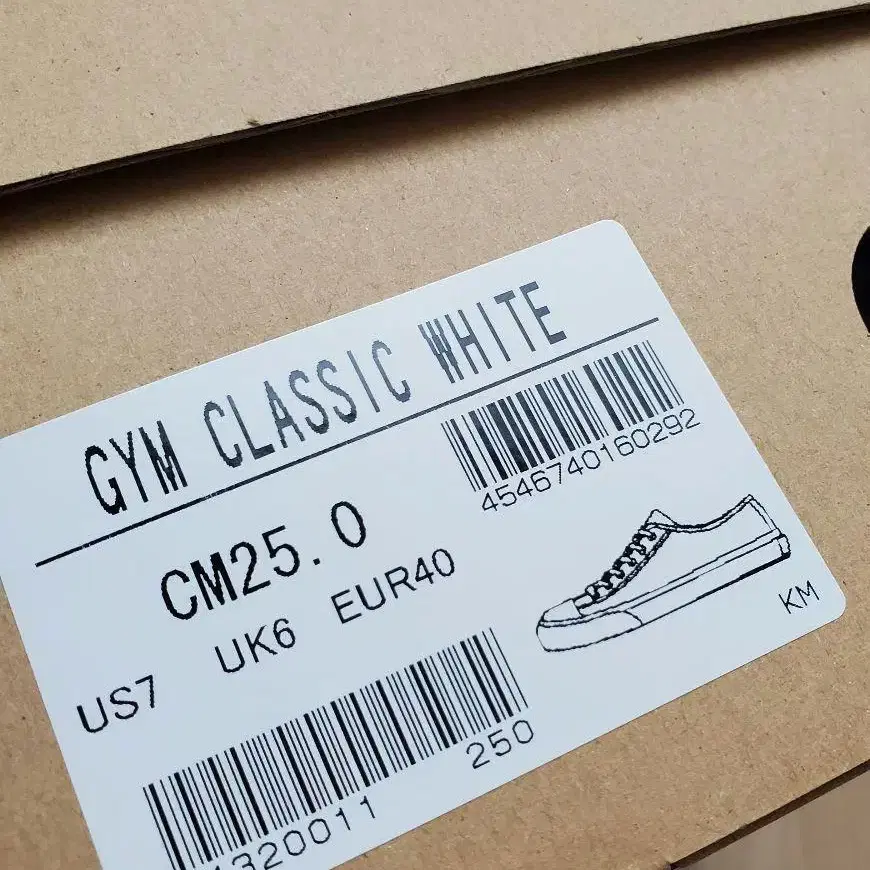 GYM CLASSIC WHITE
4546740160292
CM25.0
US7 UK6 EUR40
KM
250